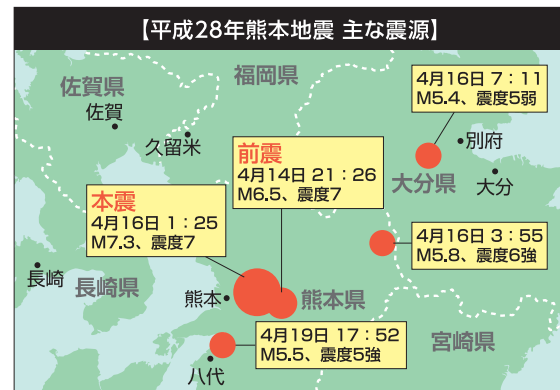 【平成28年熊本地震 主な震源】
佐賀県
福岡県
佐賀
久留米
4月16日 7：11
M5.4、震度5弱
別府
大分県
大分
前震
4月14日 21：26
M6.5、震度7
本震
4月16日 1：25
M7.3、震度7
4月16日 3：55
M5.8、震度6強
長崎
長崎県
熊本
熊本県
4月19日 17：52
M5.5、震度5強
宮崎県
八代